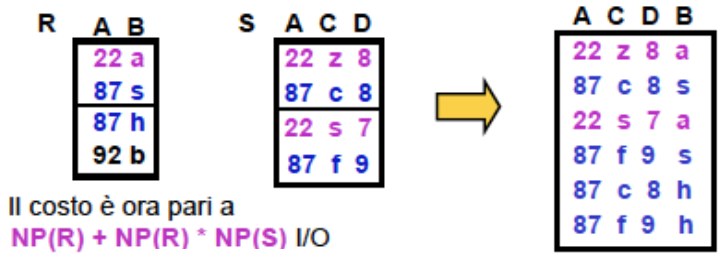 R A B
22 a
87 s
87 h
92 b
S A C D
22 z 8
87 c 8
22 s 7
87 f 9
A C D B
22 z 8 a
87 c 8 s
22 s 7 a
87 f 9 s
87 c 8 h
87 f 9 h
Il costo è ora pari a
NP(R) + NP(R) * NP(S) I/O